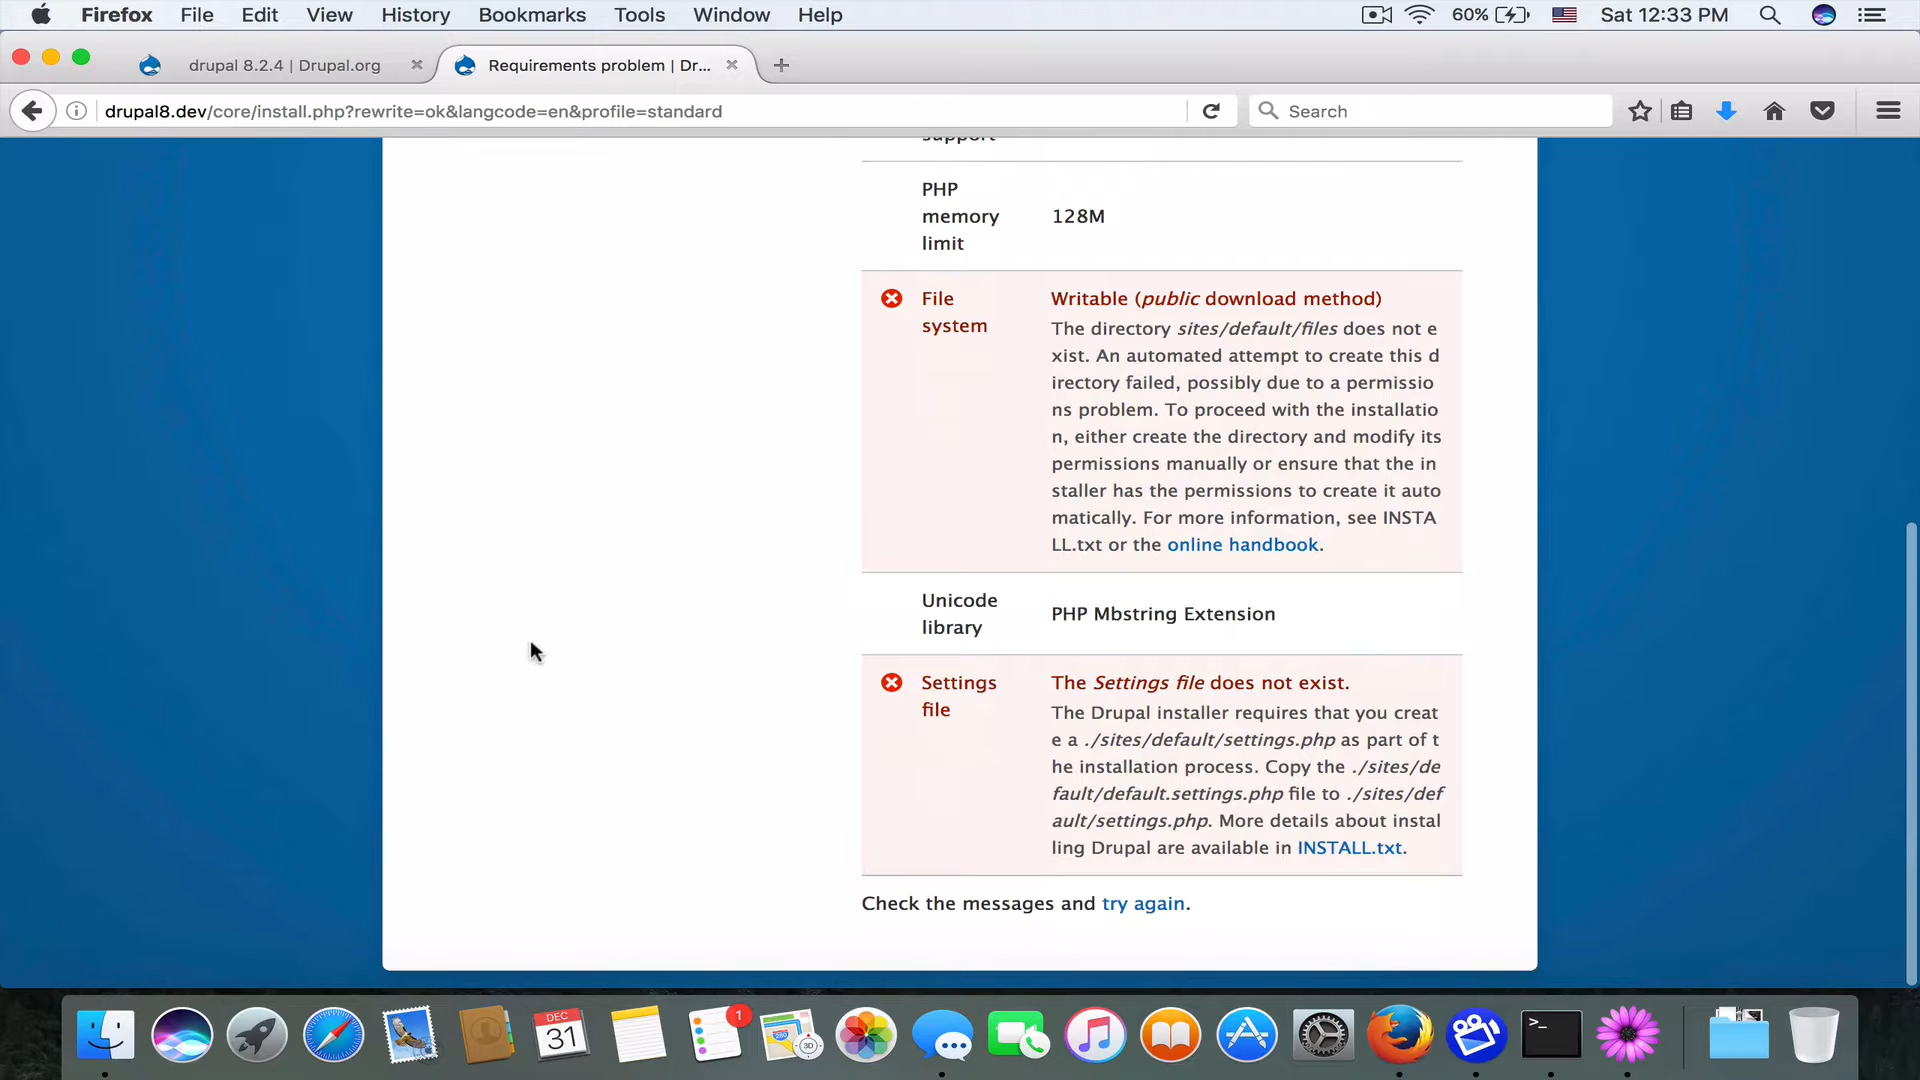 Firefox File Edit View History Bookmarks Tools Window Help 60% Sat 12:33 PM
drupal 8.2.4 | Drupal.org
Requirements problem | Dr...
drupal8.dev/core/install.php?rewrite=ok&langcode=en&profile=standard
Search
support
PHP
memory
limit
128M
File
system
Writable (public download method)
The directory sites/default/files does not e
xist. An automated attempt to create this d
irectory failed, possibly due to a permissio
ns problem. To proceed with the installatio
n, either create the directory and modify its
permissions manually or ensure that the in
staller has the permissions to create it auto
matically. For more information, see INSTA
LL.txt or the online handbook.
Unicode
library
PHP Mbstring Extension
Settings
file
The Settings file does not exist.
The Drupal installer requires that you creat
e a ./sites/default/settings.php as part of t
he installation process. Copy the ./sites/de
fault/default.settings.php file to ./sites/def
ault/settings.php. More details about instal
ling Drupal are available in INSTALL.txt.
Check the messages and try again.
DEC
31
1
3D
>_